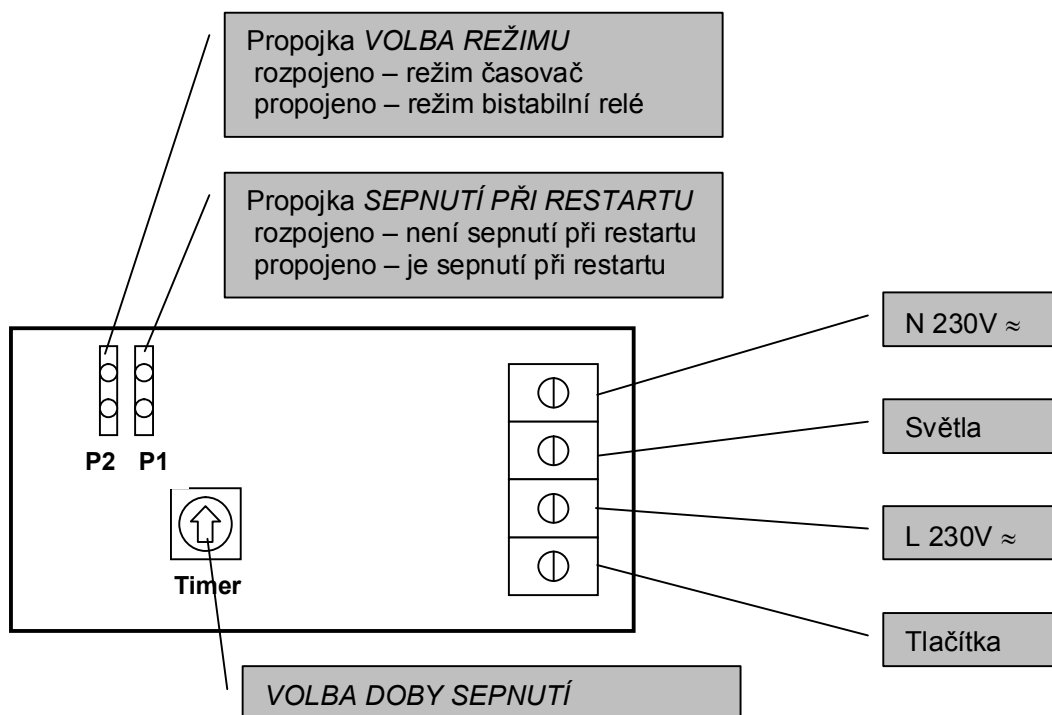 Propojka VOLBA REŽIMU
rozpojeno – režim časovač
propojeno – režim bistabilní relé
Propojka SEPNUTÍ PŘI RESTARTU
rozpojeno – není sepnutí při restartu
propojeno – je sepnutí při restartu
N 230V ≈
Světla
L 230V ≈
Tlačítka
P2 P1
Timer
VOLBA DOBY SEPNUTÍ